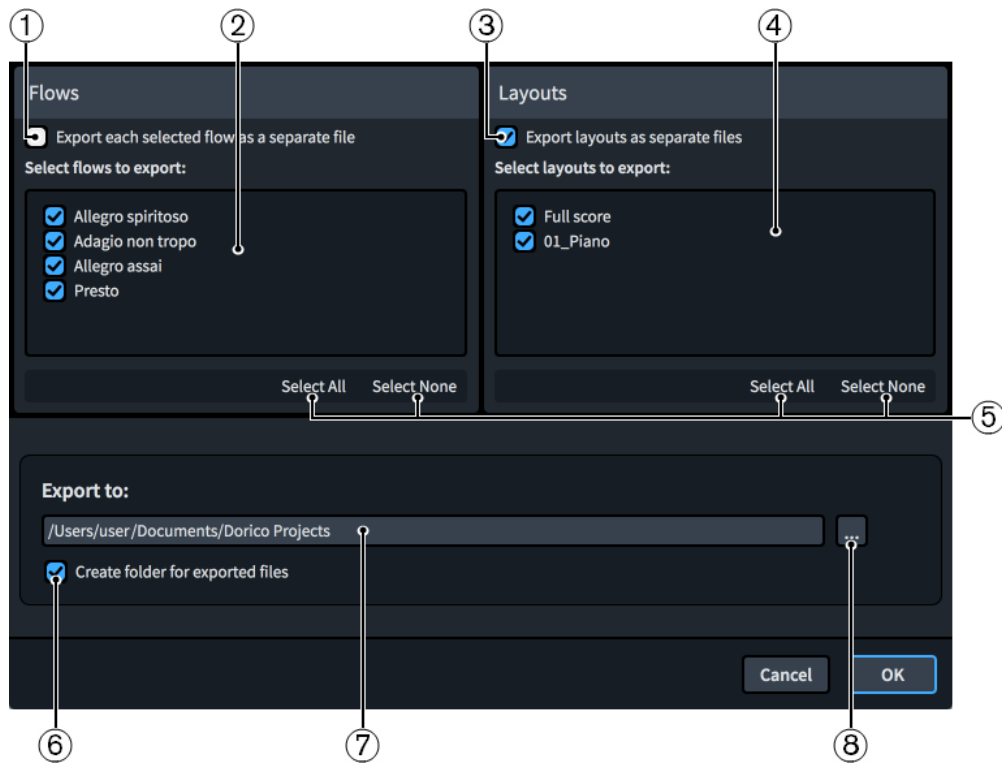 ① ② ③ ④
Flows
Export each selected flow as a separate file
Select flows to export:
Allegro spiritoso
Adagio non tropo
Allegro assai
Presto
Select All Select None
Layouts
Export layouts as separate files
Select layouts to export:
Full score
01_Piano
Select All Select None
⑤
Export to:
/Users/user/Documents/Dorico Projects
...
Create folder for exported files
Cancel OK
⑥ ⑦ ⑧